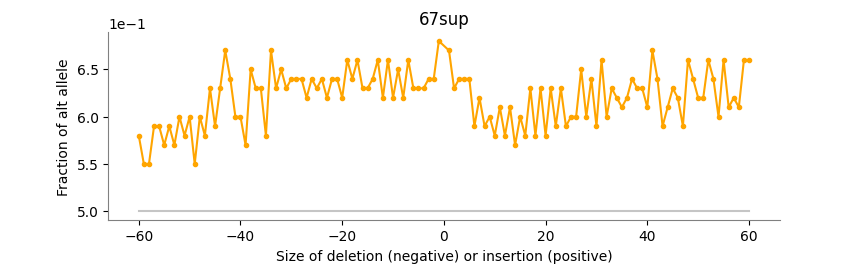 67sup
1e−1
Fraction of alt allele
6.5
6.0
5.5
5.0
−60 −40 −20 0 20 40 60
Size of deletion (negative) or insertion (positive)